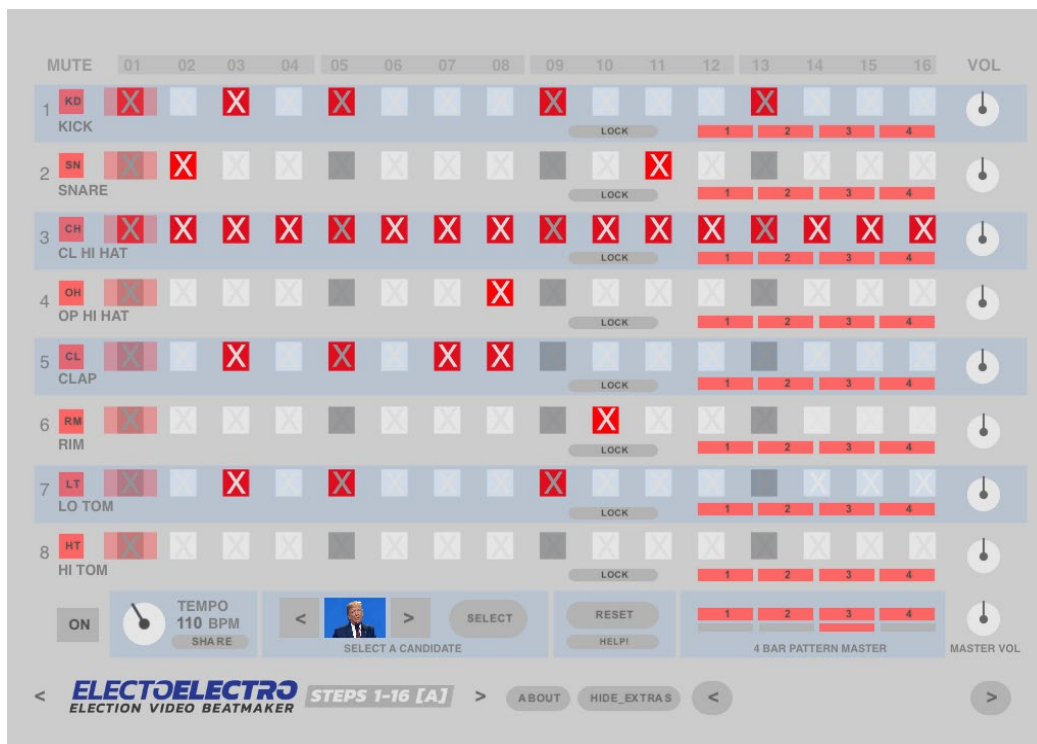 MUTE 01 02 03 04 05 06 07 08 09 10 11 12 13 14 15 16 VOL
1 KD X X X X X X X X X X X X X X X X
KICK LOCK 1 2 3 4
2 SN X X X X X X X X X X X X X X X X
SNARE LOCK 1 2 3 4
3 CH X X X X X X X X X X X X X X X X
CL HI HAT LOCK 1 2 3 4
4 OH X X X X X X X X X X X X X X X X
OP HI HAT LOCK 1 2 3 4
5 CL X X X X X X X X X X X X X X X X
CLAP LOCK 1 2 3 4
6 RM X X X X X X X X X X X X X
RIM LOCK 1 2 3 4
7 LT X X X X X X X X X X X X X X X X
LO TOM LOCK 1 2 3 4
8 HT X X X X X X X X X X X X X X X X
HI TOM LOCK 1 2 3 4
ON TEMPO
110 BPM
SHARE
< > SELECT
SELECT A CANDIDATE
RESET
HELP!
1 2 3 4
4 BAR PATTERN MASTER
MASTER VOL
< ELECTOELECTRO STEPS 1-16 [A] > ABOUT HIDE_EXTRAS < >
ELECTION VIDEO BEATMAKER